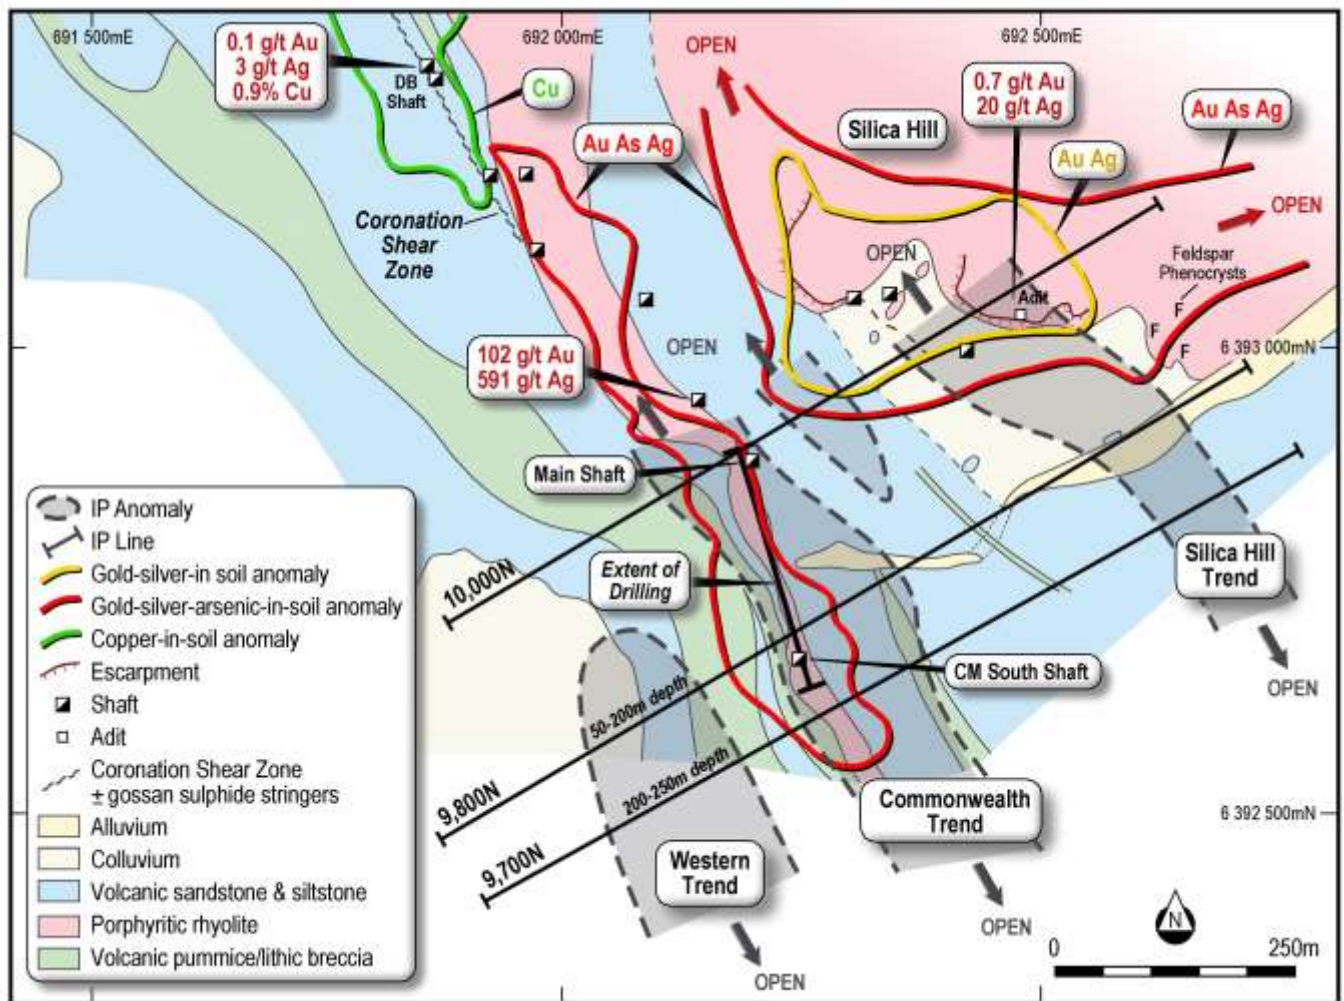 691 500mE
692 000mE
692 500mE
0.1 g/t Au
3 g/t Ag
0.9% Cu
DB
Shaft
Cu
OPEN
Silica Hill
0.7 g/t Au
20 g/t Ag
Au As Ag
Au As Ag
Au Ag
OPEN
Coronation
Shear
Zone
OPEN
Feldspar
Phenocrysts
Adit
F
F
F
102 g/t Au
591 g/t Ag
OPEN
6 393 000mN
Main Shaft
Extent of
Drilling
Silica Hill
Trend
10,000N
CM South Shaft
OPEN
50-200m depth
200-250m depth
9,800N
9,700N
Commonwealth
Trend
6 392 500mN
Western
Trend
OPEN
OPEN
IP Anomaly
IP Line
Gold-silver-in soil anomaly
Gold-silver-arsenic-in-soil anomaly
Copper-in-soil anomaly
Escarpment
Shaft
Adit
Coronation Shear Zone
± gossan sulphide stringers
Alluvium
Colluvium
Volcanic sandstone & siltstone
Porphyritic rhyolite
Volcanic pummice/lithic breccia
N
0
250m